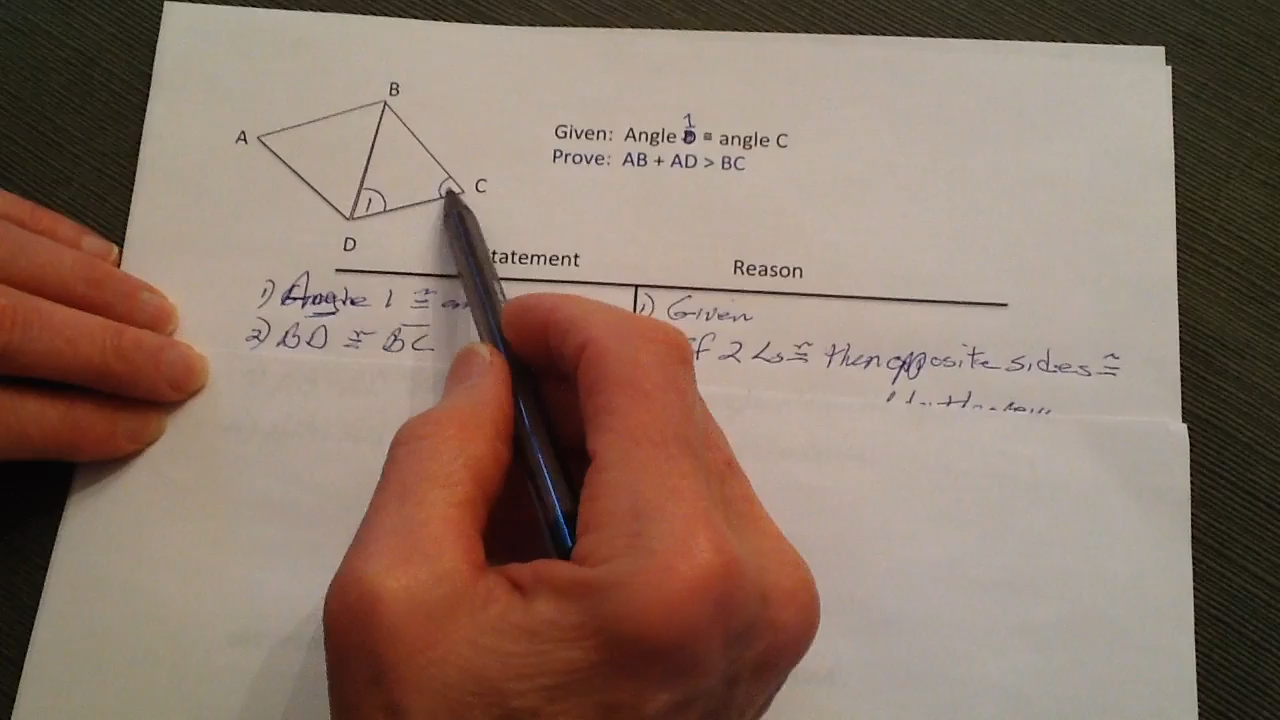 B
A
C
D
1
Given: Angle 1 ≅ angle C
Prove: AB + AD > BC
Statement
Reason
1) Angle 1 ≅
1) Given
2) BD ≅ BC
If 2 ∠s ≅ then opposite sides ≅